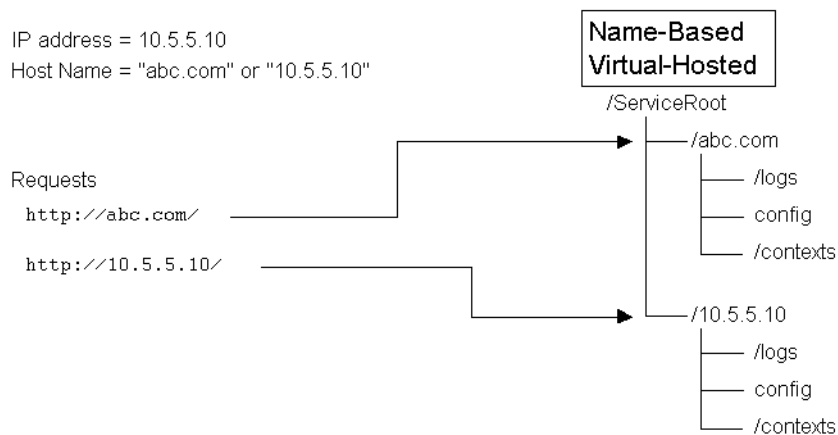 IP address = 10.5.5.10
Host Name = "abc.com" or "10.5.5.10"
Name-Based
Virtual-Hosted
/ServiceRoot
/abc.com
/logs
config
/contexts
Requests
http://abc.com/
http://10.5.5.10/
/10.5.5.10
/logs
config
/contexts